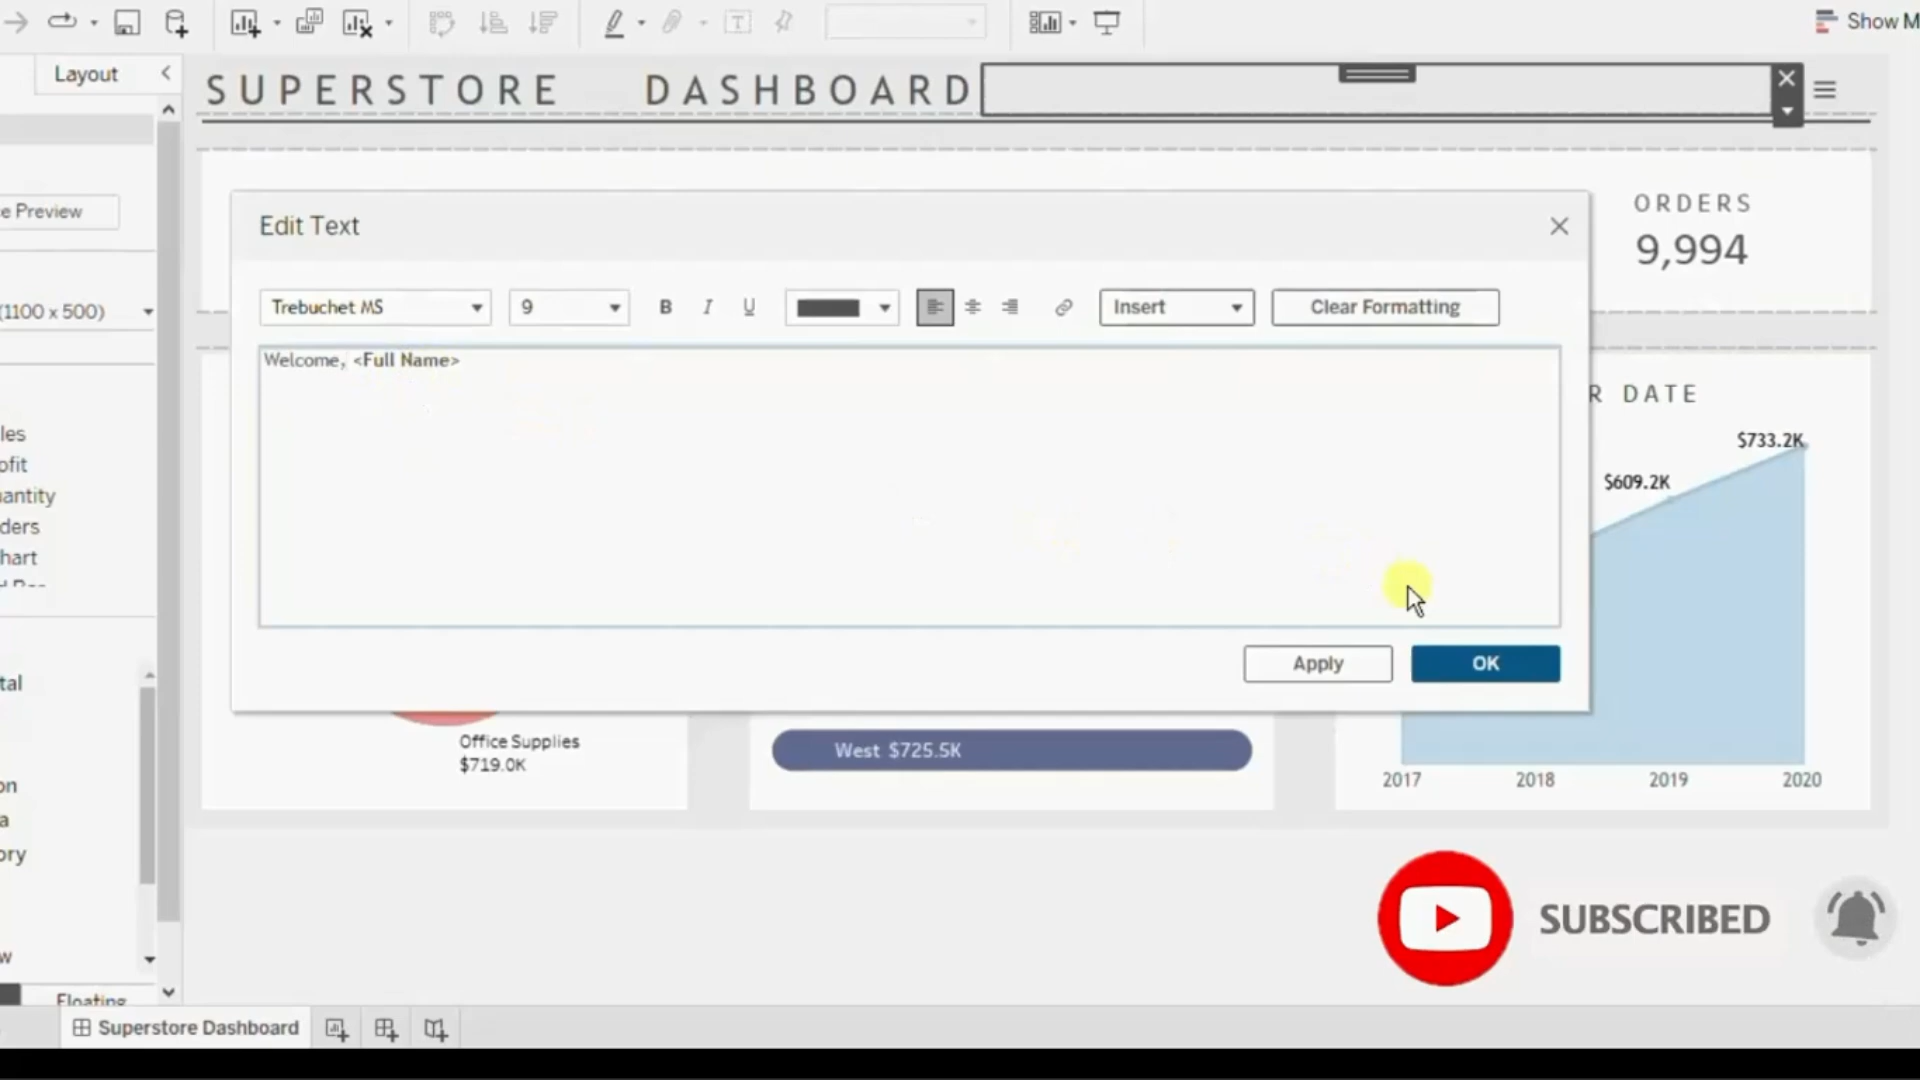 Show M
Layout
SUPERSTORE DASHBOARD
e Preview
ORDERS
9,994
Edit Text
Trebuchet MS
9
B I U
Insert
Clear Formatting
(1100 x 500)
Welcome, <Full Name>
R DATE
$733.2K
$609.2K
les
ofit
uantity
ders
hart
Apply
OK
tal
Office Supplies
$719.0K
West $725.5K
2017 2018 2019 2020
on
a
ory
w
SUBSCRIBED
Floating
Superstore Dashboard